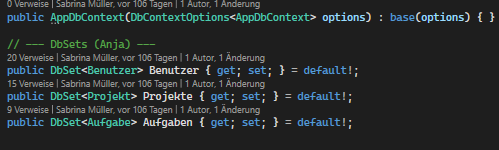 0 Verweise | Sabrina Müller, vor 106 Tagen | 1 Autor, 1 Änderung
public AppDbContext(DbContextOptions<AppDbContext> options) : base(options) { }
// --- DbSets (Anja) ---
20 Verweise | Sabrina Müller, vor 106 Tagen | 1 Autor, 1 Änderung
public DbSet<Benutzer> Benutzer { get; set; } = default!;
15 Verweise | Sabrina Müller, vor 106 Tagen | 1 Autor, 1 Änderung
public DbSet<Projekt> Projekte { get; set; } = default!;
9 Verweise | Sabrina Müller, vor 106 Tagen | 1 Autor, 1 Änderung
public DbSet<Aufgabe> Aufgaben { get; set; } = default!;